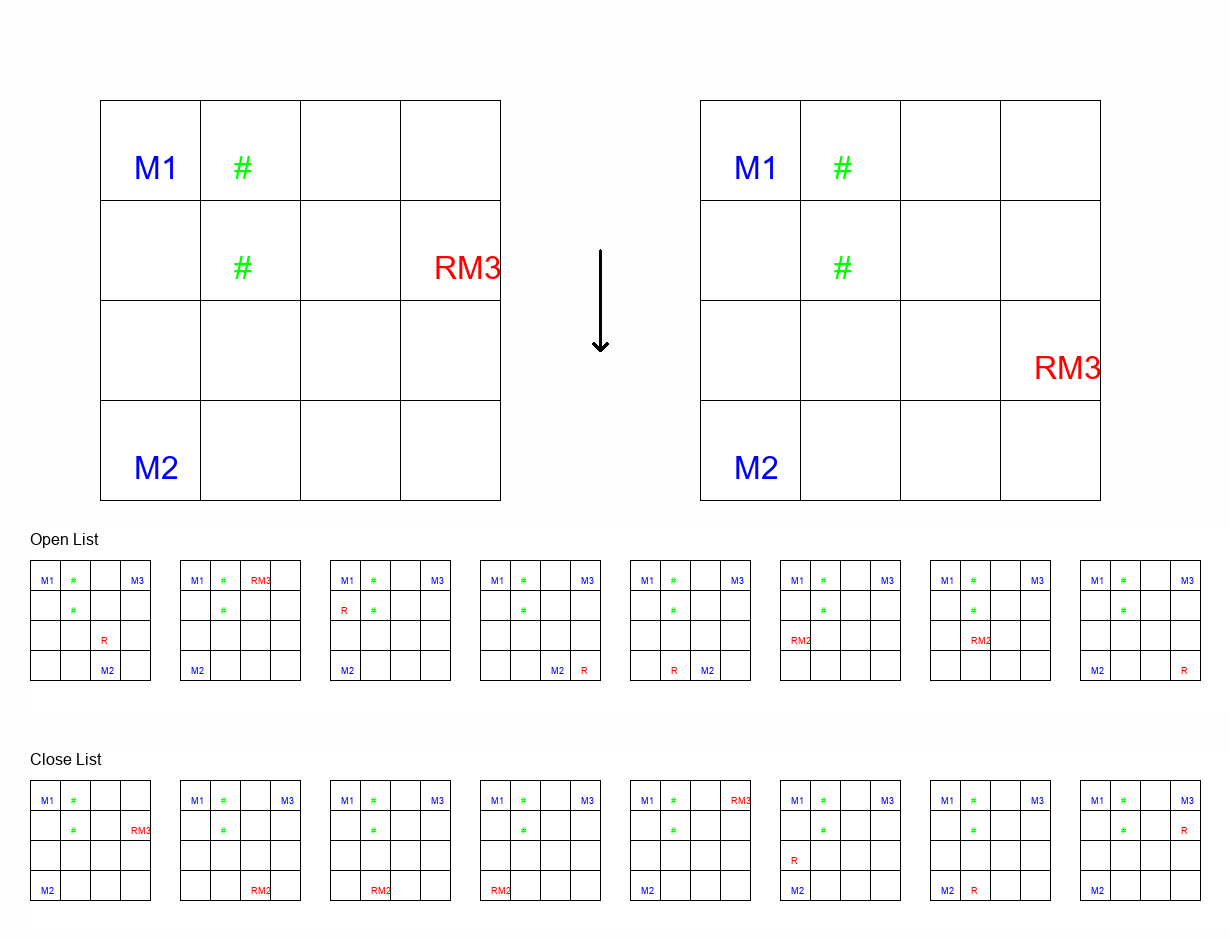 M1 # M1 #
# RM3 #
RM3
M2 M2
Open List
M1 # M3 M1 # RM3 M1 # M3 M1 # M3 M1 # M3 M1 # M3 M1 # M3 M1 # M3
# # R # # # # # #
R RM2 RM2
M2 M2 M2 M2 R R M2 M2 R
Close List
M1 # M1 # M3 M1 # M3 M1 # M3 M1 # RM3 M1 # M3 M1 # M3 M1 # M3
# RM3 # # # # # # # R
R
M2 RM2 RM2 RM2 M2 M2 M2 R M2